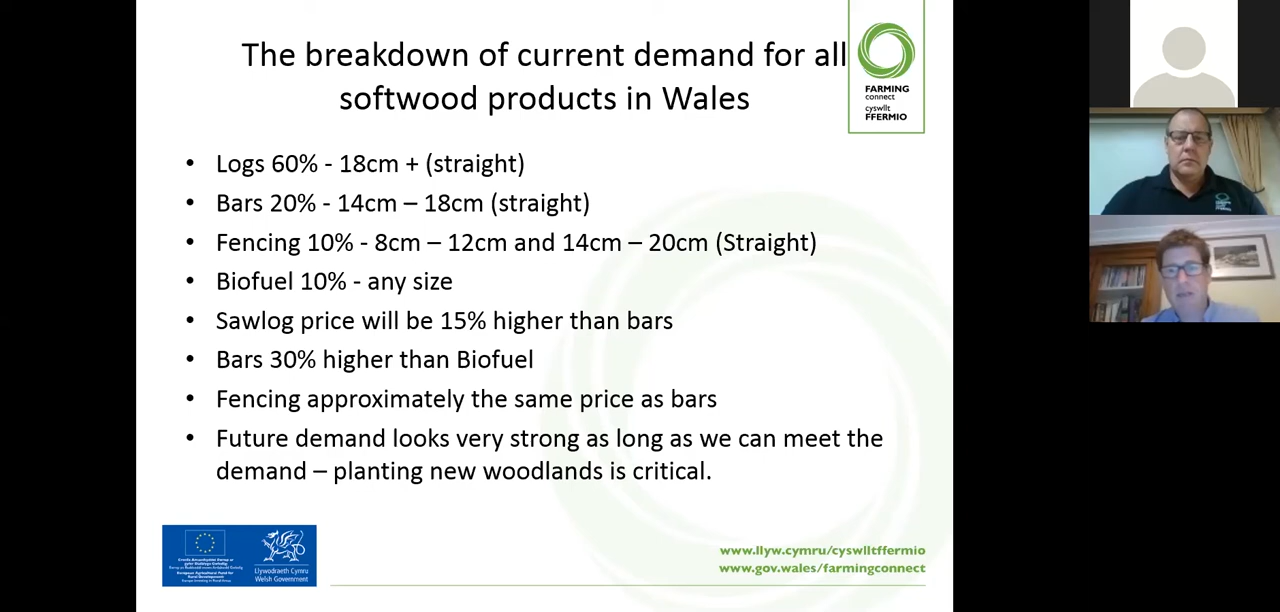 The breakdown of current demand for all
softwood products in Wales
FARMING
connect
cyswllt
FFERMIO
• Logs 60% - 18cm + (straight)
• Bars 20% - 14cm – 18cm (straight)
• Fencing 10% - 8cm – 12cm and 14cm – 20cm (Straight)
• Biofuel 10% - any size
• Sawlog price will be 15% higher than bars
• Bars 30% higher than Biofuel
• Fencing approximately the same price as bars
• Future demand looks very strong as long as we can meet the
demand – planting new woodlands is critical.
Llywodraeth Cymru
Welsh Government
www.llyw.cymru/cyswlltffermio
www.gov.wales/farmingconnect